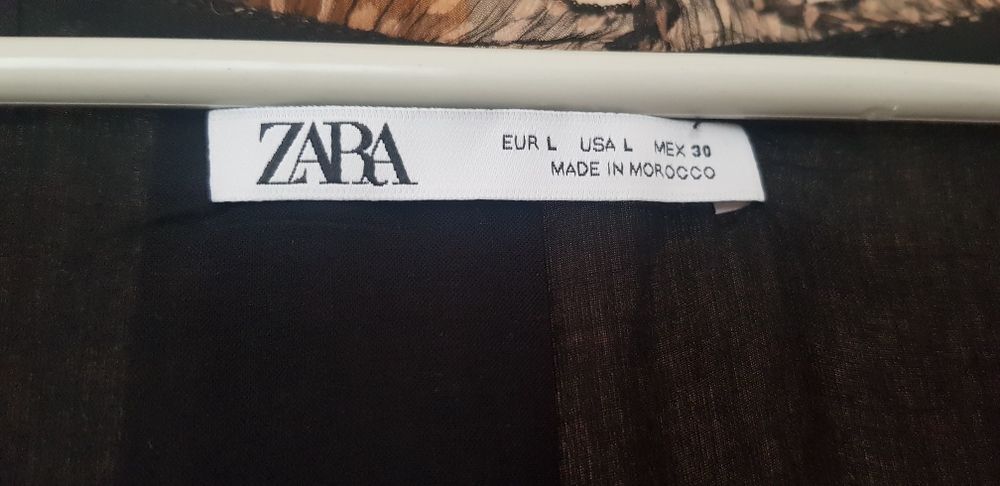 ZARA
EUR L USA L MEX 30
MADE IN MOROCCO